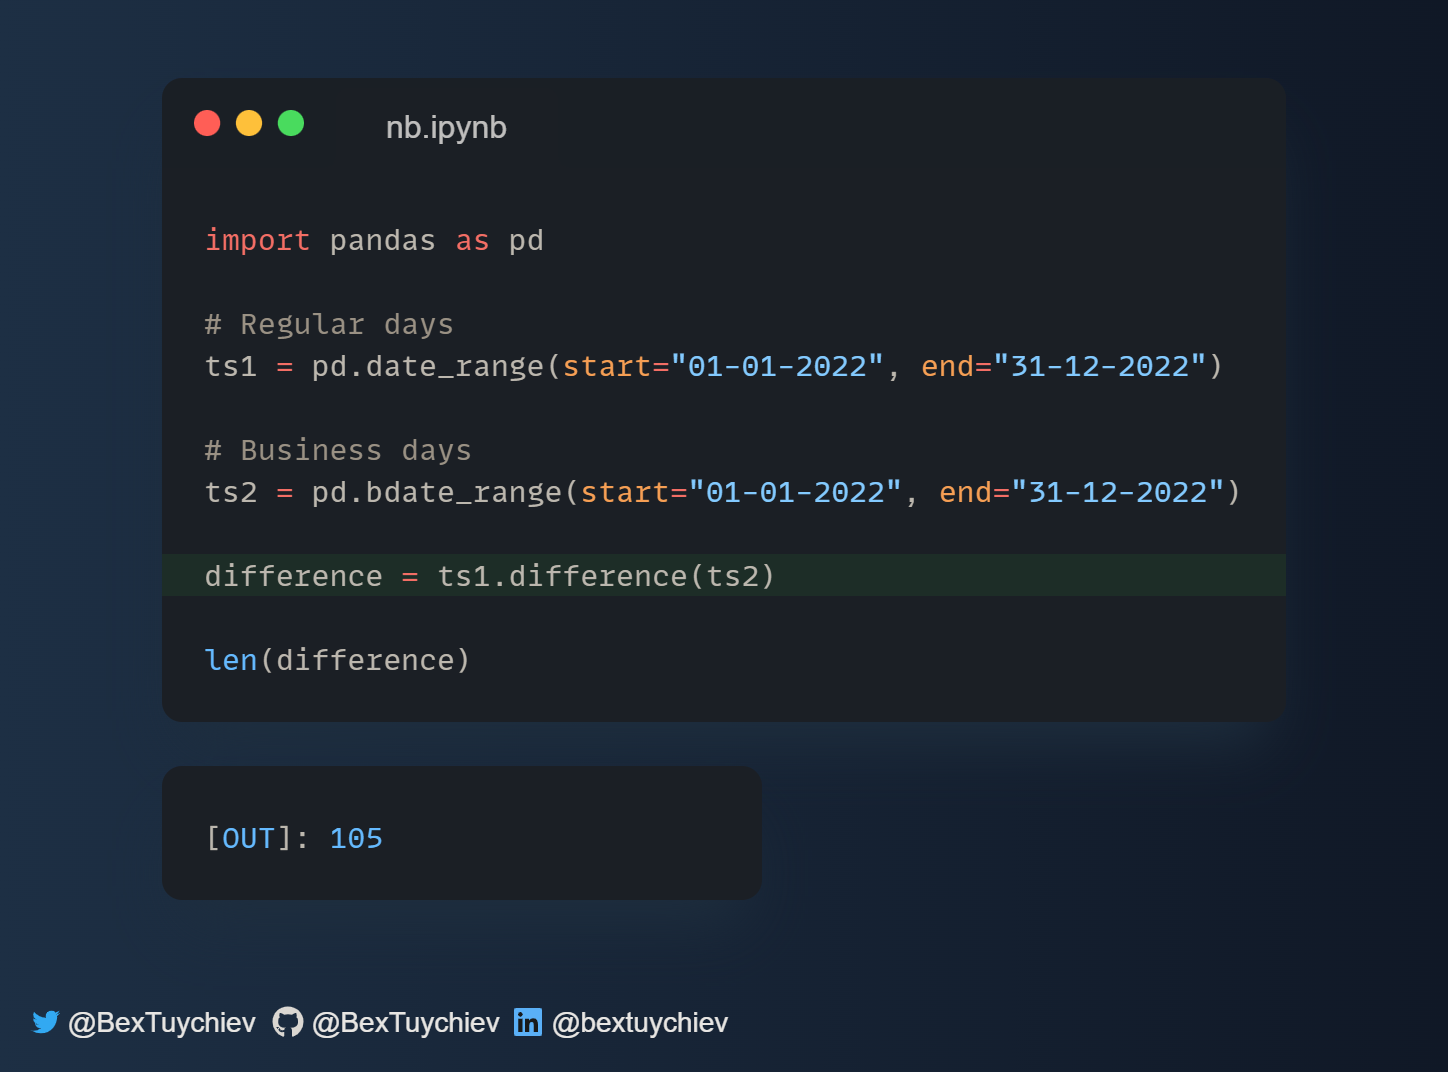 nb.ipynb
import pandas as pd
# Regular days
ts1 = pd.date_range(start="01-01-2022", end="31-12-2022")
# Business days
ts2 = pd.bdate_range(start="01-01-2022", end="31-12-2022")
difference = ts1.difference(ts2)
len(difference)
[OUT]: 105
@BexTuychiev @BexTuychiev in @bextuychiev